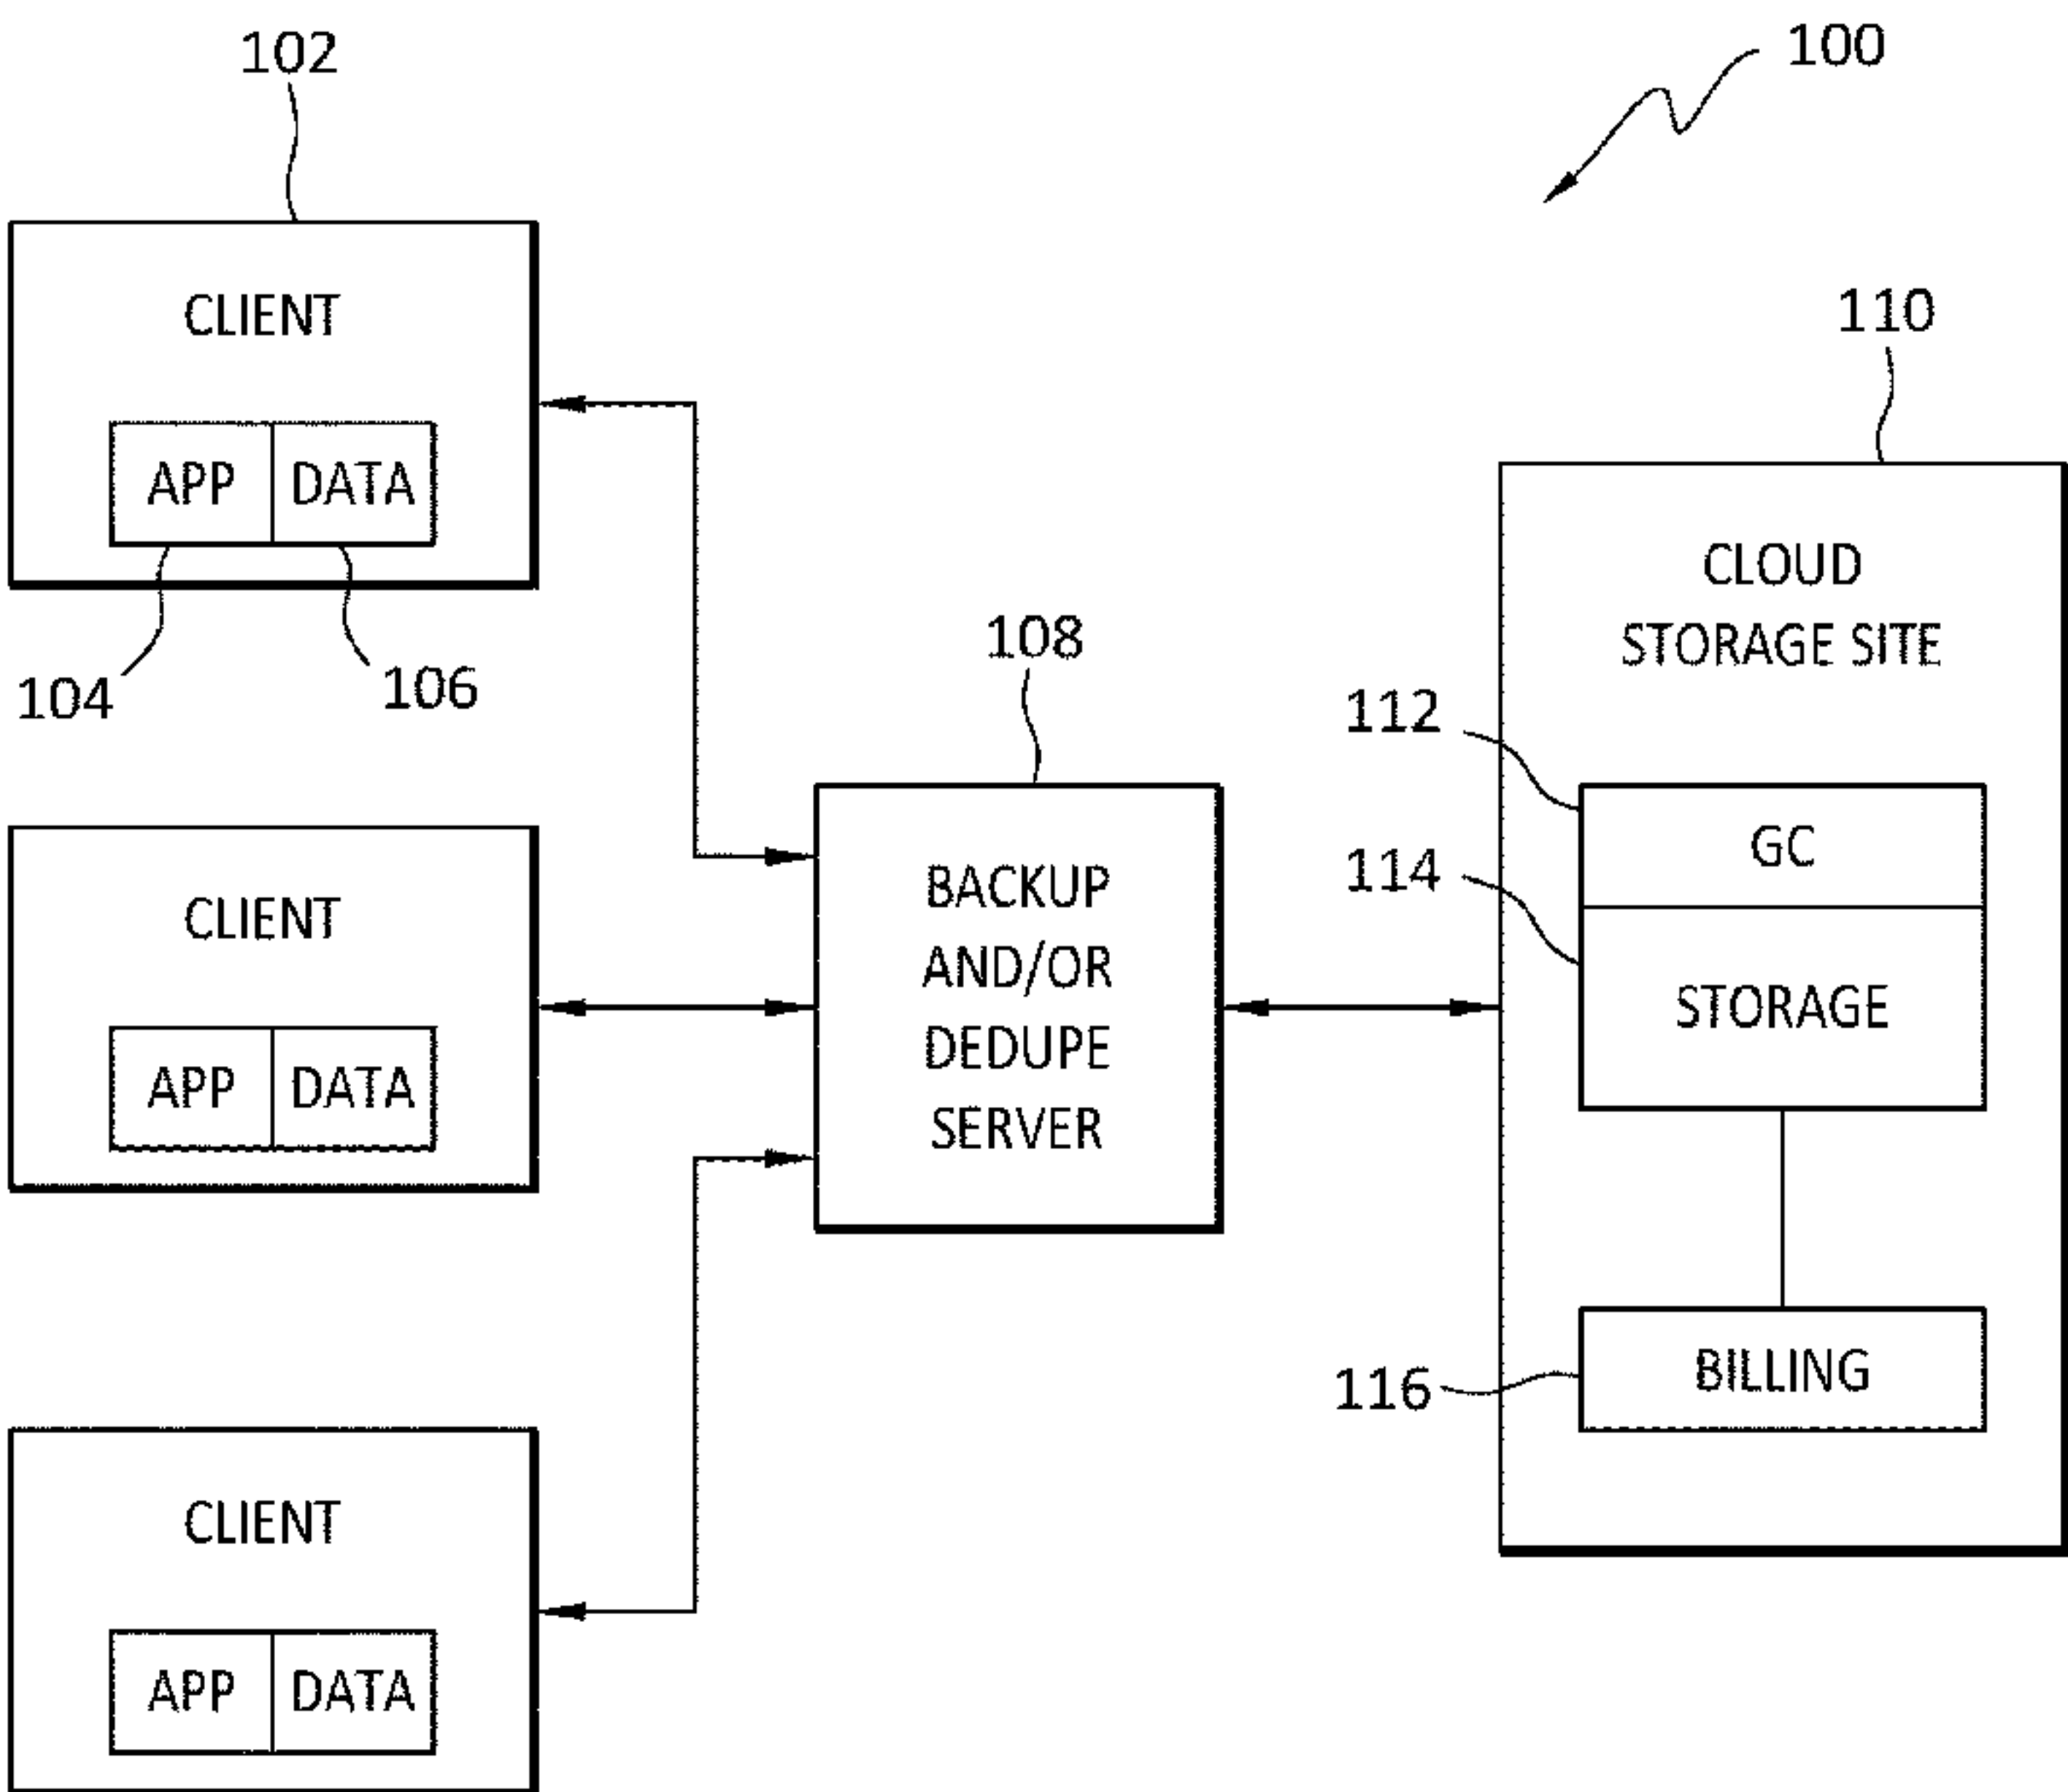 102
100
CLIENT
APP DATA
104
106
110
CLOUD
STORAGE SITE
112
GC
114
STORAGE
116
BILLING
108
BACKUP
AND/OR
DEDUPE
SERVER
CLIENT
APP DATA
CLIENT
APP DATA